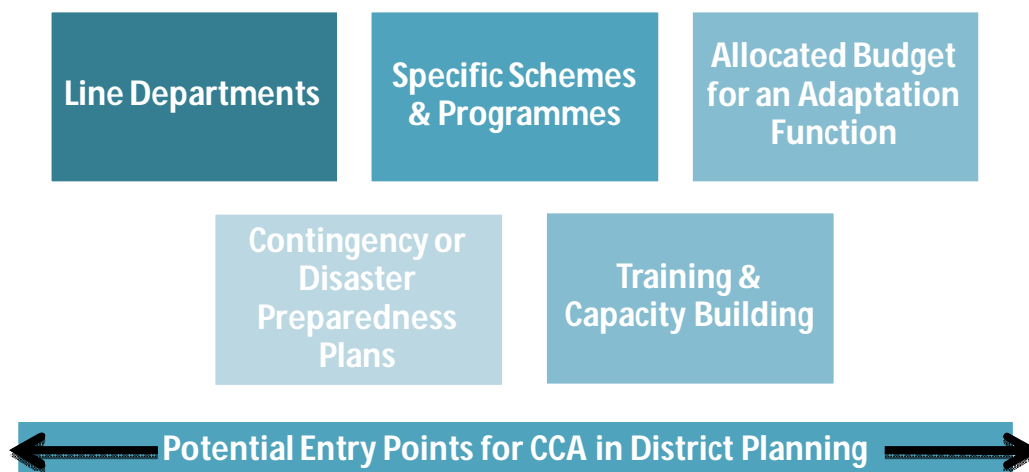 Line Departments
Specific Schemes
& Programmes
Allocated Budget
for an Adaptation
Function
Contingency or
Disaster
Preparedness
Plans
Training &
Capacity Building
Potential Entry Points for CCA in District Planning